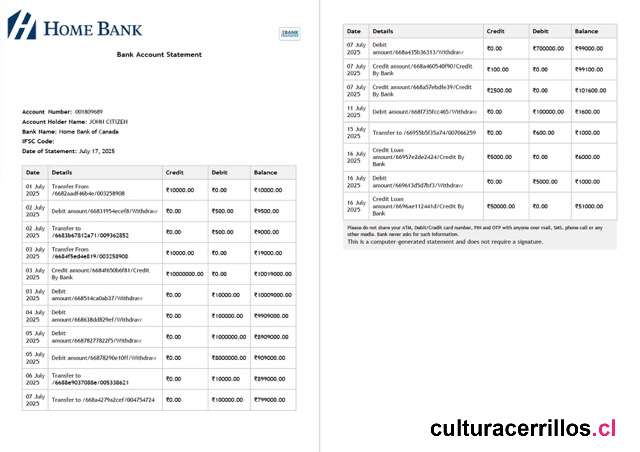 HOME BANK
IBANK
Bank Account Statement
Account Number: 001809689
Account Holder Name: JOHN CITIZEN
Bank Name: Home Bank of Canada
IFSC Code:
Date of Statement: July 17, 2025
Date Details Credit Debit Balance
01 July Transfer From
2025 /6682aadf46b4e/003258908 ₹10000.00 ₹0.00 ₹10000.00
02 July
2025 Debit amount/66831954ecef8/Withdraw ₹0.00 ₹500.00 ₹9500.00
02 July Transfer to
2025 /6683b67812a71/009362852 ₹0.00 ₹500.00 ₹9000.00
03 July Transfer From
2025 /6684f5ed4e819/003258908 ₹10000.00 ₹0.00 ₹19000.00
03 July Credit amount/6684f650b6f81/Credit
2025 By Bank ₹10000000.00 ₹0.00 ₹10019000.00
03 July Debit
2025 amount/668514ca0ab37/Withdraw ₹0.00 ₹10000.00 ₹10009000.00
04 July Debit
2025 amount/668638dd829ef/Withdraw ₹0.00 ₹100000.00 ₹9909000.00
05 July Debit
2025 amount/66878277822f5/Withdraw ₹0.00 ₹1000000.00 ₹8909000.00
05 July
2025 Debit amount/66878290e10ff/Withdraw ₹0.00 ₹8000000.00 ₹909000.00
06 July Transfer to
2025 /6688e9037088e/005338621 ₹0.00 ₹10000.00 ₹899000.00
07 July
2025 Transfer to /668a4279a2cef/004754724 ₹0.00 ₹100000.00 ₹799000.00
Date Details Credit Debit Balance
07 July Debit
2025 amount/668a435b36313/Withdraw ₹0.00 ₹700000.00 ₹99000.00
07 July Credit amount/668a460540f90/Credit
2025 By Bank ₹100.00 ₹0.00 ₹99100.00
07 July Credit amount/668a57ebdfe39/Credit
2025 By Bank ₹2500.00 ₹0.00 ₹101600.00
11 July
2025 Debit amount/668f735fcc465/Withdraw ₹0.00 ₹100000.00 ₹1600.00
15 July
2025 Transfer to /66955b5f35a74/007066259 ₹0.00 ₹600.00 ₹1000.00
16 July Credit Loan
2025 amount/66957e2de2424/Credit By
Bank ₹5000.00 ₹0.00 ₹6000.00
16 July Debit
2025 amount/669613d5d7bf3/Withdraw ₹0.00 ₹5000.00 ₹1000.00
16 July Credit Loan
2025 amount/6696ae112441d/Credit By
Bank ₹50000.00 ₹0.00 ₹51000.00
Please do not share your ATM, Debit/Credit card number, PIN and OTP with anyone over mail, SMS, phone call or any
other media. Bank never asks for such information.
This is a computer-generated statement and does not require a signature.
culturacerrillos.cl